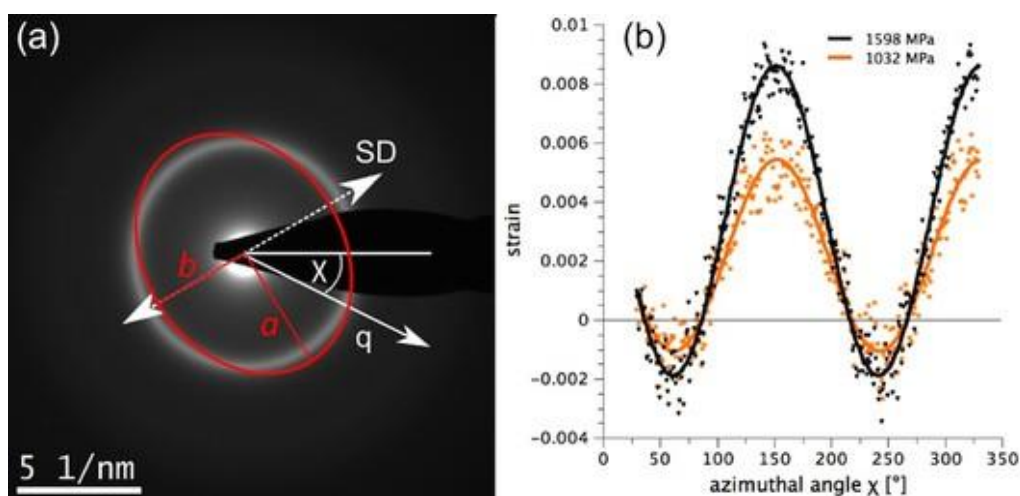 (a)
SD
b
χ
a
q
5 1/nm
(b)
1598 MPa
1032 MPa
0.01
0.008
0.006
0.004
0.002
0
−0.002
−0.004
strain
0 50 100 150 200 250 300 350
azimuthal angle χ [°]